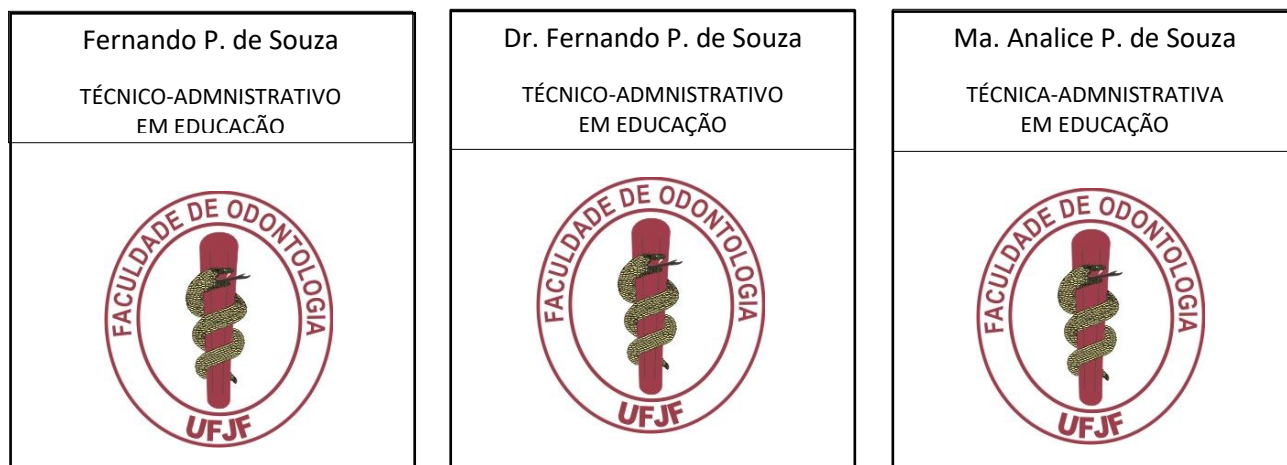 Fernando P. de Souza
TÉCNICO-ADMNISTRATIVO
EM EDUCAÇÃO
FACULDADE DE ODONTOLOGIA
UFJF
Dr. Fernando P. de Souza
TÉCNICO-ADMNISTRATIVO
EM EDUCAÇÃO
FACULDADE DE ODONTOLOGIA
UFJF
Ma. Analice P. de Souza
TÉCNICA-ADMNISTRATIVA
EM EDUCAÇÃO
FACULDADE DE ODONTOLOGIA
UFJF